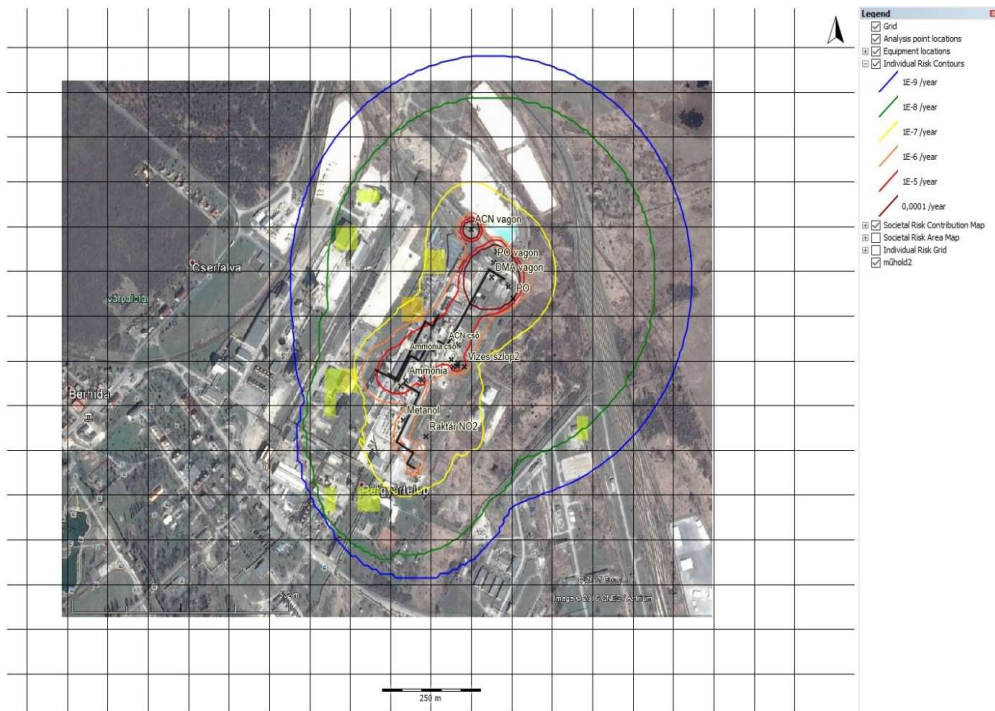 Legend
Grid
Analysis point locations
Equipment locations
Individual Risk Contours
1E-9 /year
1E-8 /year
1E-7 /year
1E-6 /year
1E-5 /year
0,0001 /year
Societal Risk Contribution Map
Societal Risk Area Map
Individual Risk Grid
műhold2
ACN vagon
PO vagon
DMA vagon
PO
Cserfalva
ACN cső
Ammonia cső
Vizes szlop2
Ammonia
Metanol
Raktár NO2
250 m